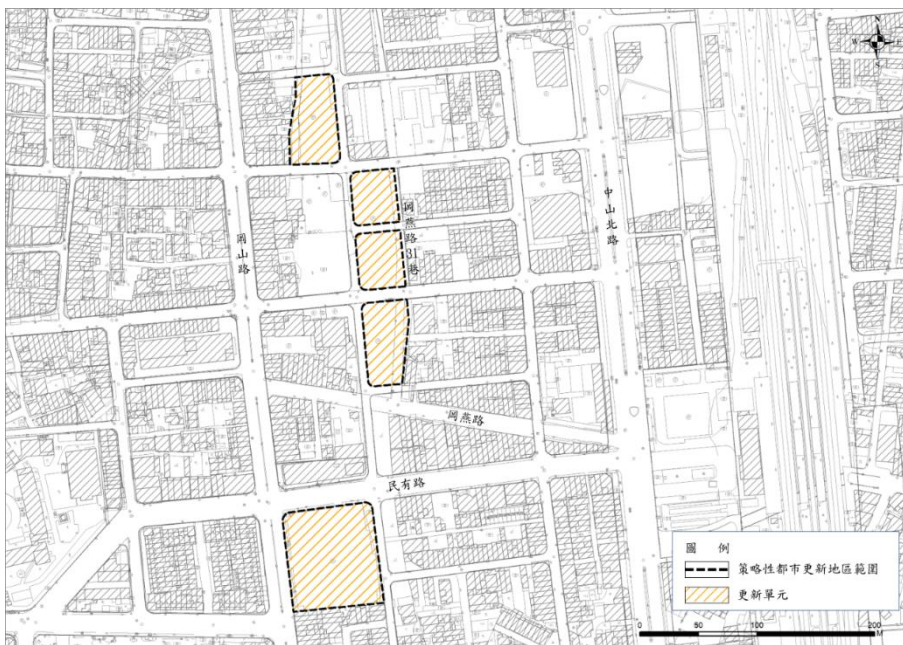 N
W
E
S
岡山路
岡燕路31巷
中山北路
岡燕路
民有路
圖 例
策略性都市更新地區範圍
更新單元
0 50 100 200
M